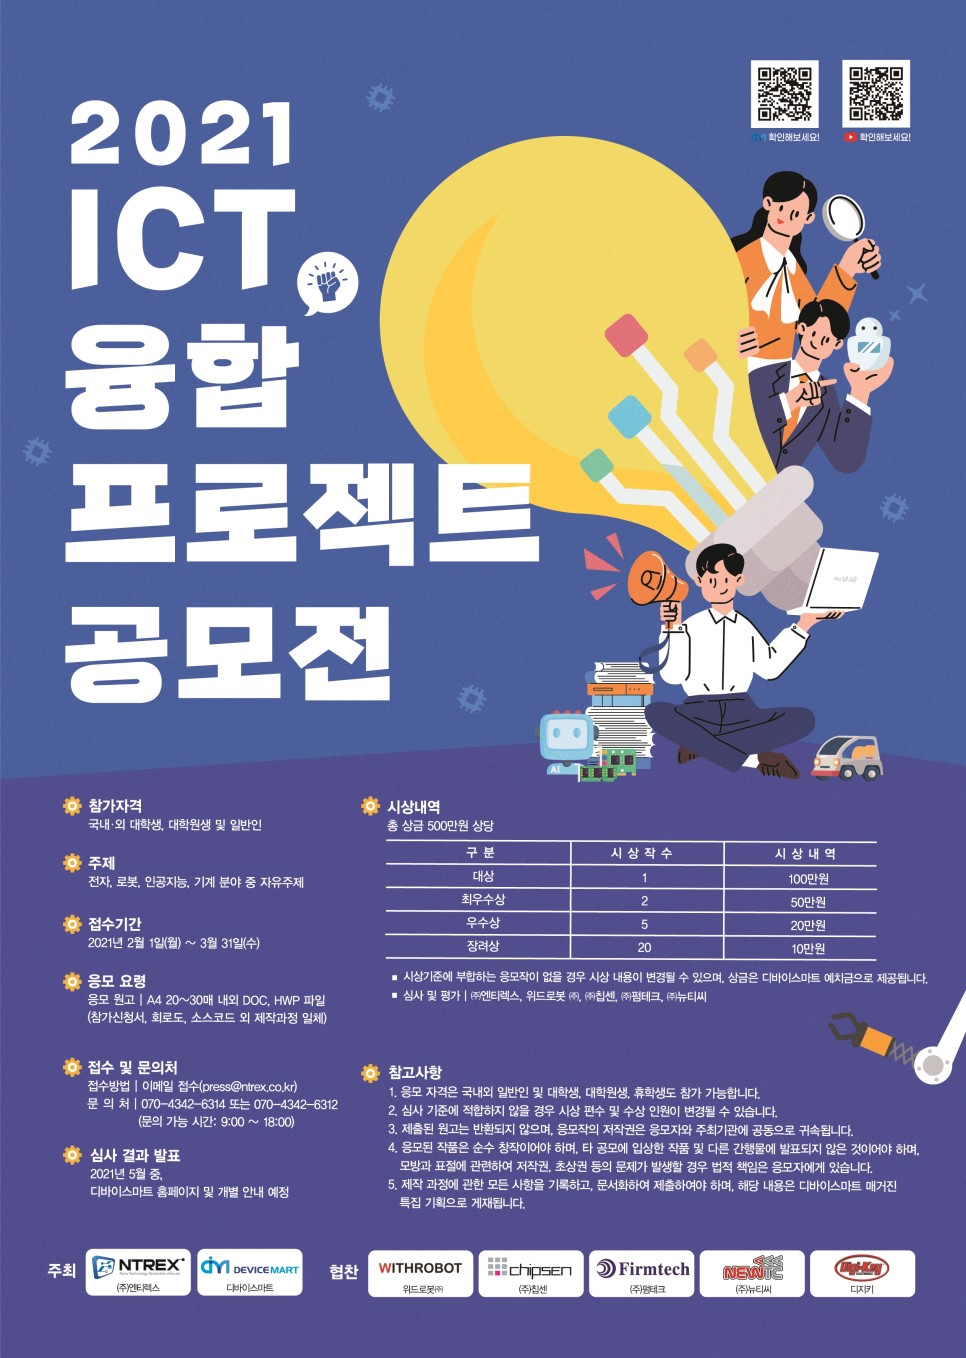 2021
ICT
융합
프로젝트
공모전
확인해보세요!
확인해보세요!
AI
참가자격
국내·외 대학생, 대학원생 및 일반인
주제
전자, 로봇, 인공지능, 기계 분야 중 자유주제
접수기간
2021년 2월 1일(월) ~ 3월 31일(수)
응모 요령
응모 원고 | A4 20~30매 내외 DOC, HWP 파일
(참가신청서, 회로도, 소스코드 외 제작과정 일체)
접수 및 문의처
접수방법 | 이메일 접수(press@ntrex.co.kr)
문 의 처 | 070-4342-6314 또는 070-4342-6312
(문의 가능 시간: 9:00 ~ 18:00)
심사 결과 발표
2021년 5월 중,
디바이스마트 홈페이지 및 개별 안내 예정
시상내역
총 상금 500만원 상당
구 분 시 상 작 수 시 상 내 역
대상 1 100만원
최우수상 2 50만원
우수상 5 20만원
장려상 20 10만원
▪ 시상기준에 부합하는 응모작이 없을 경우 시상 내용이 변경될 수 있으며, 상금은 디바이스마트 예치금으로 제공됩니다.
▪ 심사 및 평가 | ㈜엔티렉스, 위드로봇 ㈜, ㈜칩센, ㈜펌테크, ㈜뉴티씨
참고사항
1. 응모 자격은 국내외 일반인 및 대학생, 대학원생, 휴학생도 참가 가능합니다.
2. 심사 기준에 적합하지 않을 경우 시상 편수 및 수상 인원이 변경될 수 있습니다.
3. 제출된 원고는 반환되지 않으며, 응모작의 저작권은 응모자와 주최기관에 공동으로 귀속됩니다.
4. 응모된 작품은 순수 창작이어야 하며, 타 공모에 입상한 작품 및 다른 간행물에 발표되지 않은 것이어야 하며,
모방과 표절에 관련하여 저작권, 초상권 등의 문제가 발생할 경우 법적 책임은 응모자에게 있습니다.
5. 제작 과정에 관한 모든 사항을 기록하고, 문서화하여 제출하여야 하며, 해당 내용은 디바이스마트 매거진
특집 기획으로 게재됩니다.
주최
NTREX
(주)엔티렉스
DEVICEMART
디바이스마트
협찬
WITHROBOT
위드로봇㈜
chipsen
(주)칩센
Firmtech
(주)펌테크
NEWTC
(주)뉴티씨
Digi-Key
디지키